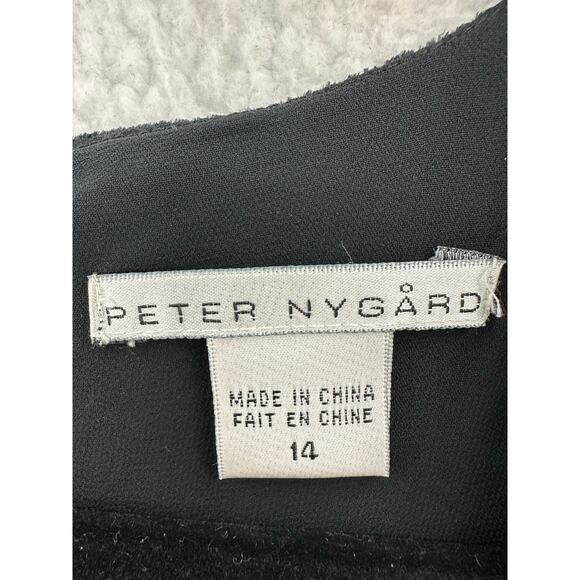 PETER NYGÅRD
MADE IN CHINA
FAIT EN CHINE
14